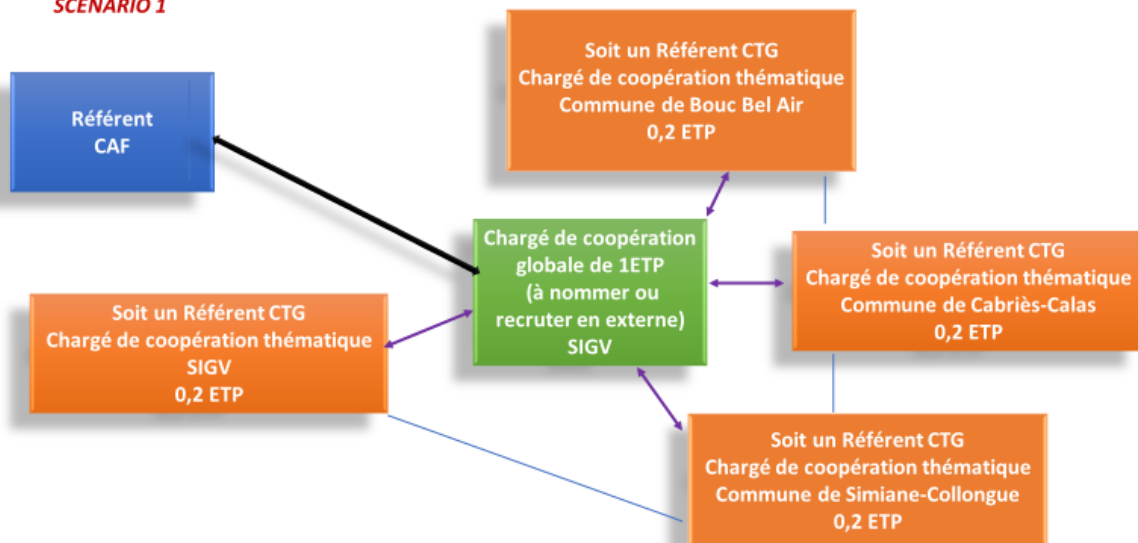 SCENARIO 1
Référent
CAF
Soit un Référent CTG
Chargé de coopération thématique
Commune de Bouc Bel Air
0,2 ETP
Chargé de coopération
globale de 1ETP
(à nommer ou
recruter en externe)
SIGV
Soit un Référent CTG
Chargé de coopération thématique
Commune de Cabriès-Calas
0,2 ETP
Soit un Référent CTG
Chargé de coopération thématique
SIGV
0,2 ETP
Soit un Référent CTG
Chargé de coopération thématique
Commune de Simiane-Collongue
0,2 ETP